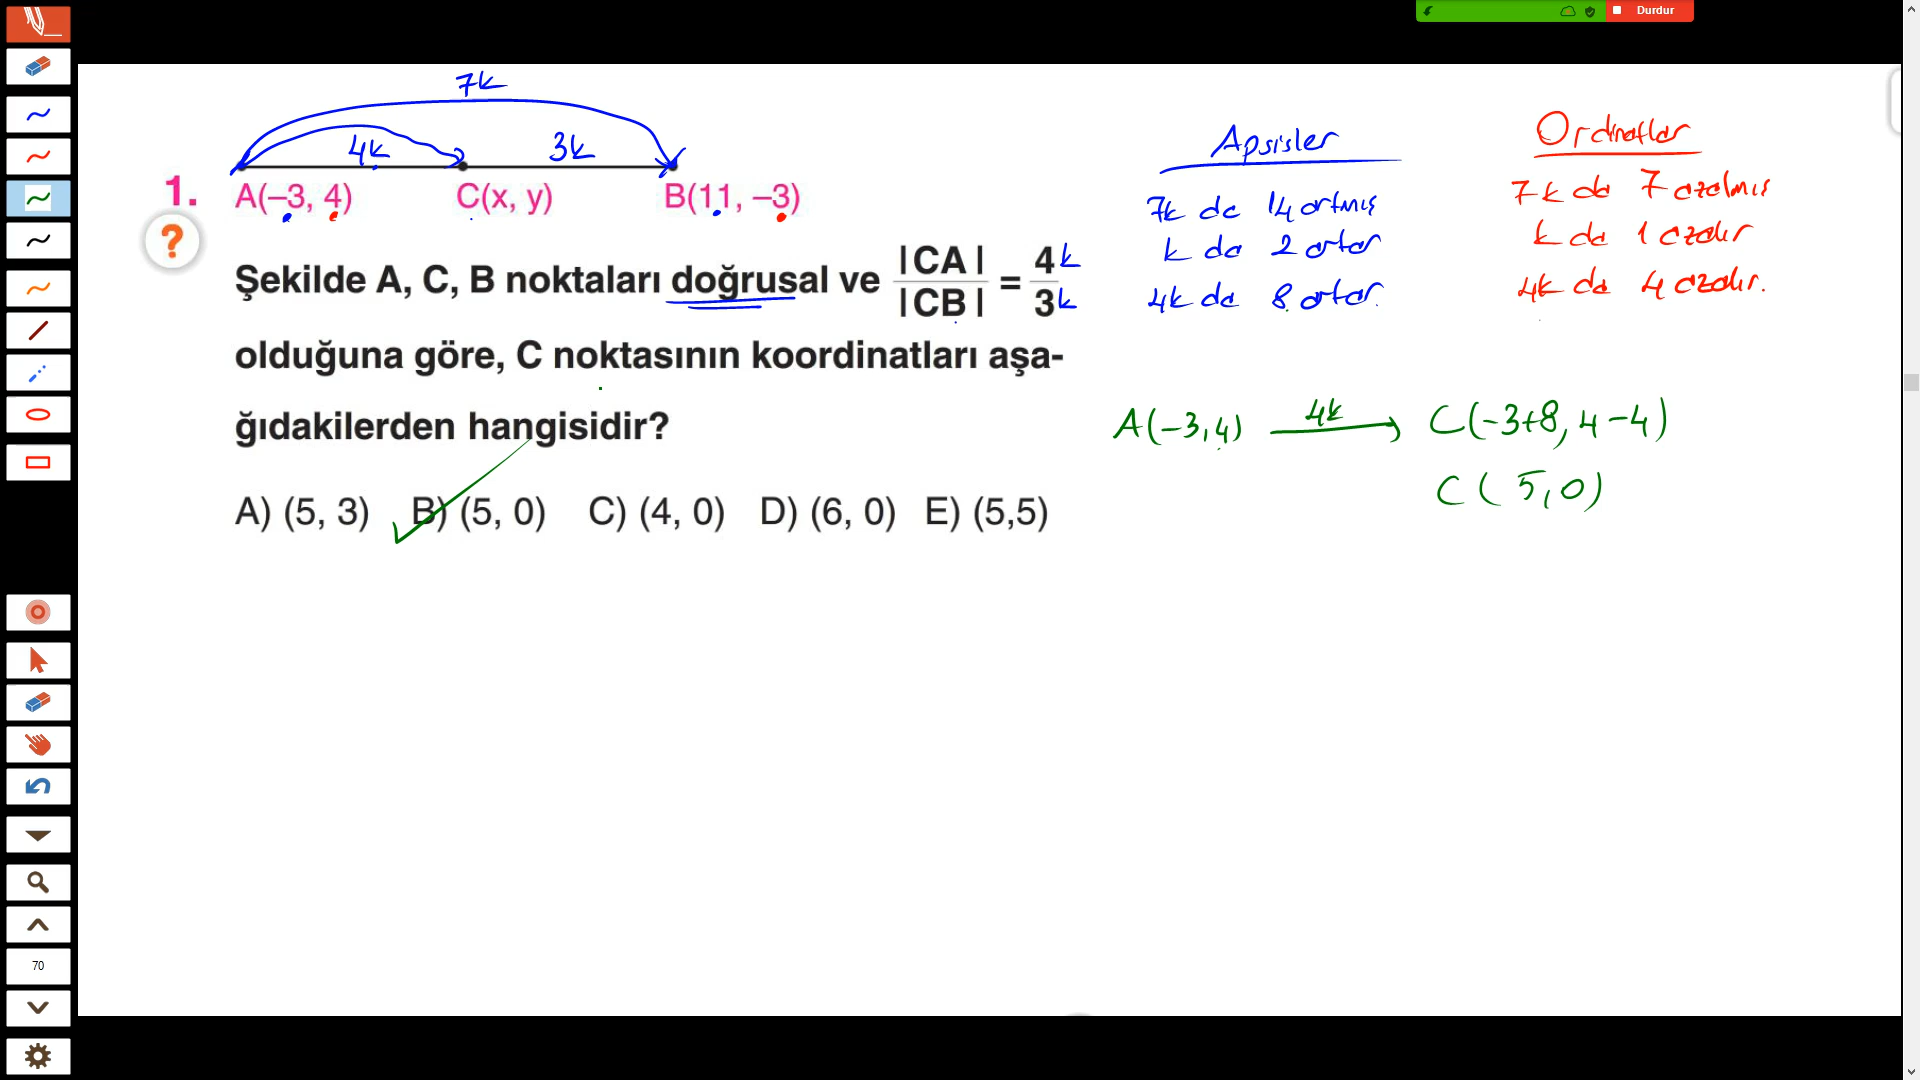 Durdur
7k
4k 3k
1. A(–3, 4) C(x, y) B(11, –3)
?
Şekilde A, C, B noktaları doğrusal ve |CA| / |CB| = 4k / 3k
olduğuna göre, C noktasının koordinatları aşa-
ğıdakilerden hangisidir?
A) (5, 3) B) (5, 0) C) (4, 0) D) (6, 0) E) (5,5)
Apsisler
7k da 14 artmış
k da 2 artar
4k da 8 artar.
Ordinatlar
7k da 7 azalmış
k da 1 azalır
4k da 4 azalır.
A(-3,4) 4k → C(-3+8, 4-4)
C(5,0)
70